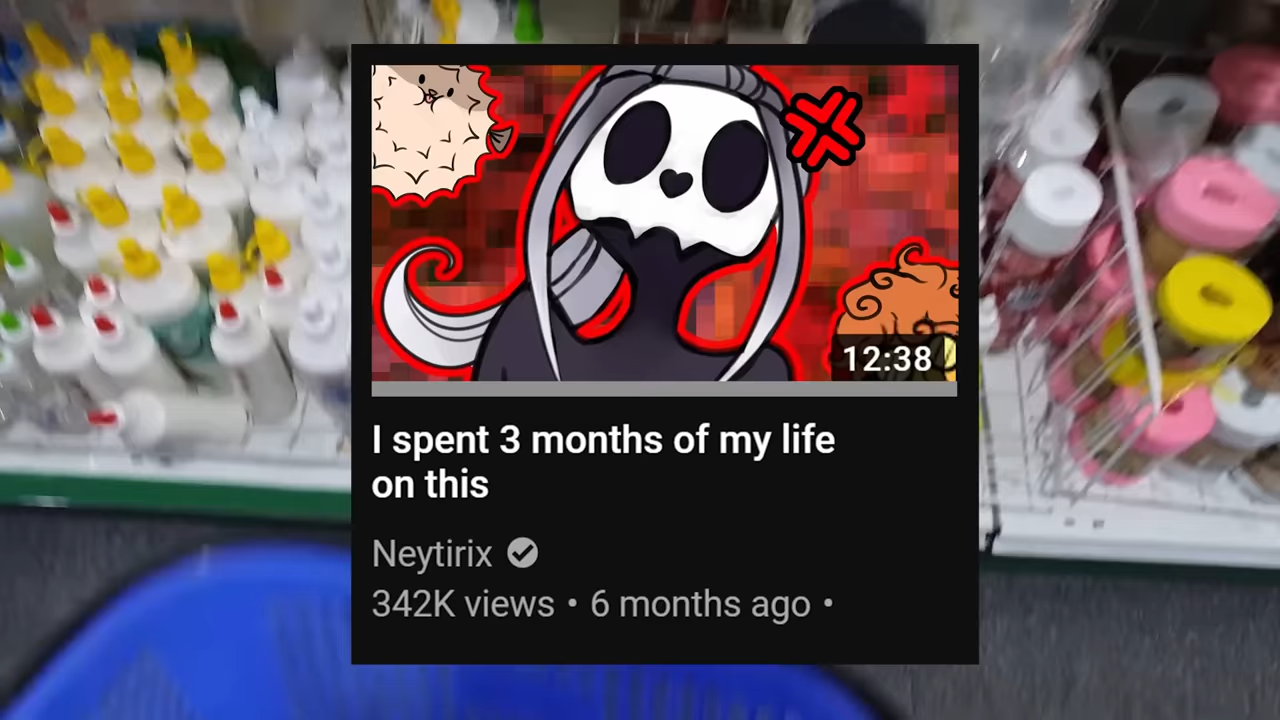 12:38
I spent 3 months of my life
on this
Neytirix
342K views • 6 months ago •